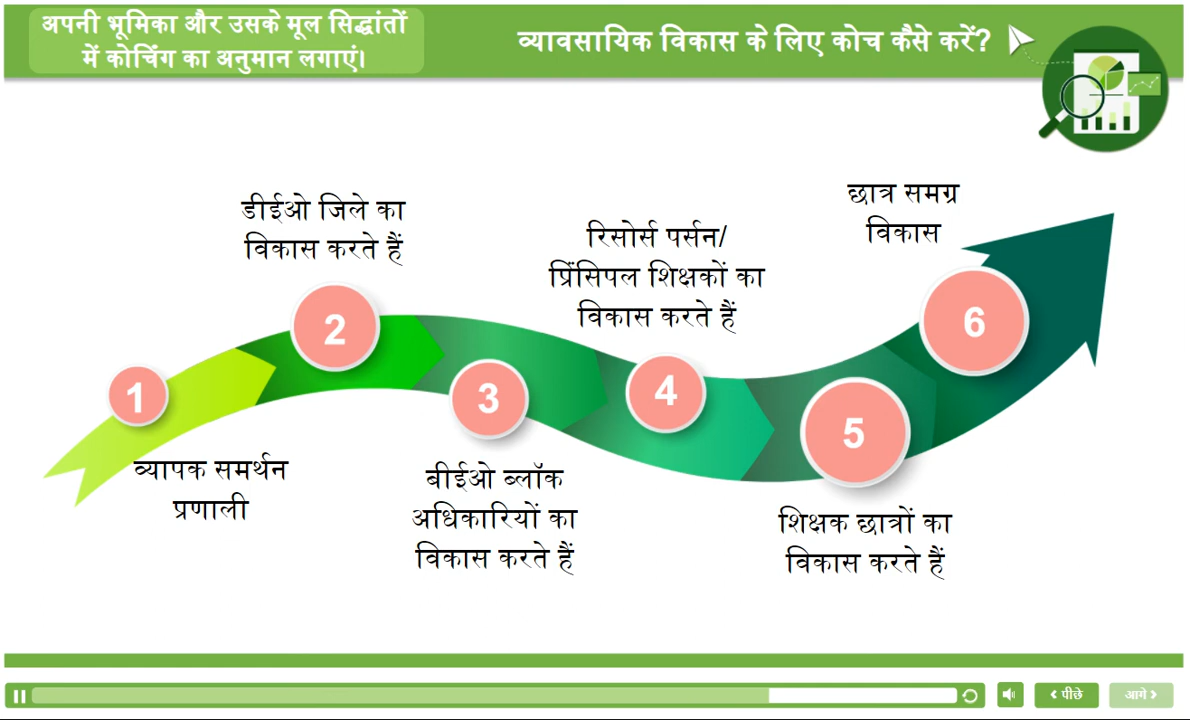 अपनी भूमिका और उसके मूल सिद्धांतों
में कोचिंग का अनुमान लगाएं।
व्यावसायिक विकास के लिए कोच कैसे करें?
डीईओ जिले का
विकास करते हैं
रिसोर्स पर्सन/
प्रिंसिपल शिक्षकों का
विकास करते हैं
छात्र समग्र
विकास
1
2
3
4
5
6
व्यापक समर्थन
प्रणाली
बीईओ ब्लॉक
अधिकारियों का
विकास करते हैं
शिक्षक छात्रों का
विकास करते हैं
पीछे
आगे